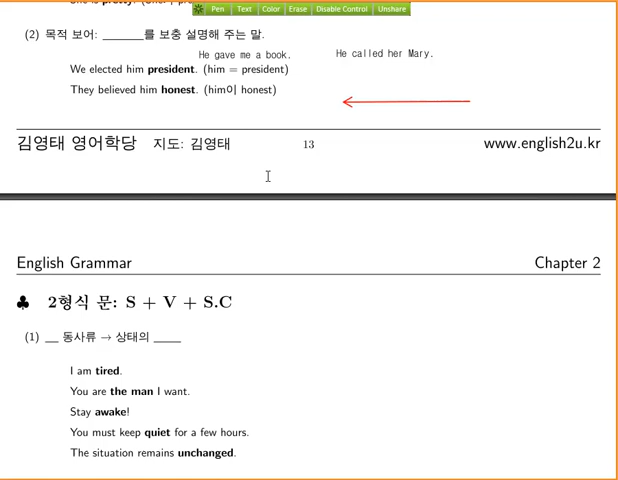 Pen Text Color Erase Disable Control Unshare
(2) 목적 보어: ______를 보충 설명해 주는 말.
He gave me a book. He called her Mary.
We elected him president. (him = president)
They believed him honest. (him이 honest)
김영태 영어학당 지도: 김영태 13 www.english2u.kr
English Grammar Chapter 2
♣ 2형식 문: S + V + S.C
(1) __ 동사류 → 상태의 ____
I am tired.
You are the man I want.
Stay awake!
You must keep quiet for a few hours.
The situation remains unchanged.